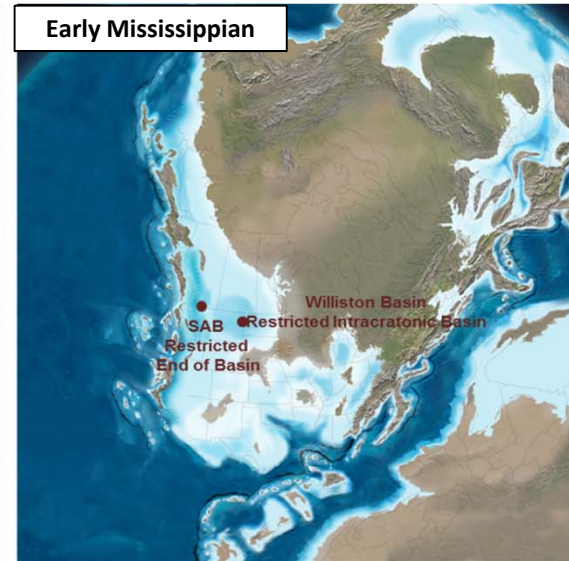 Early Mississippian
Williston Basin
Restricted Intracratonic Basin
SAB
Restricted
End of Basin